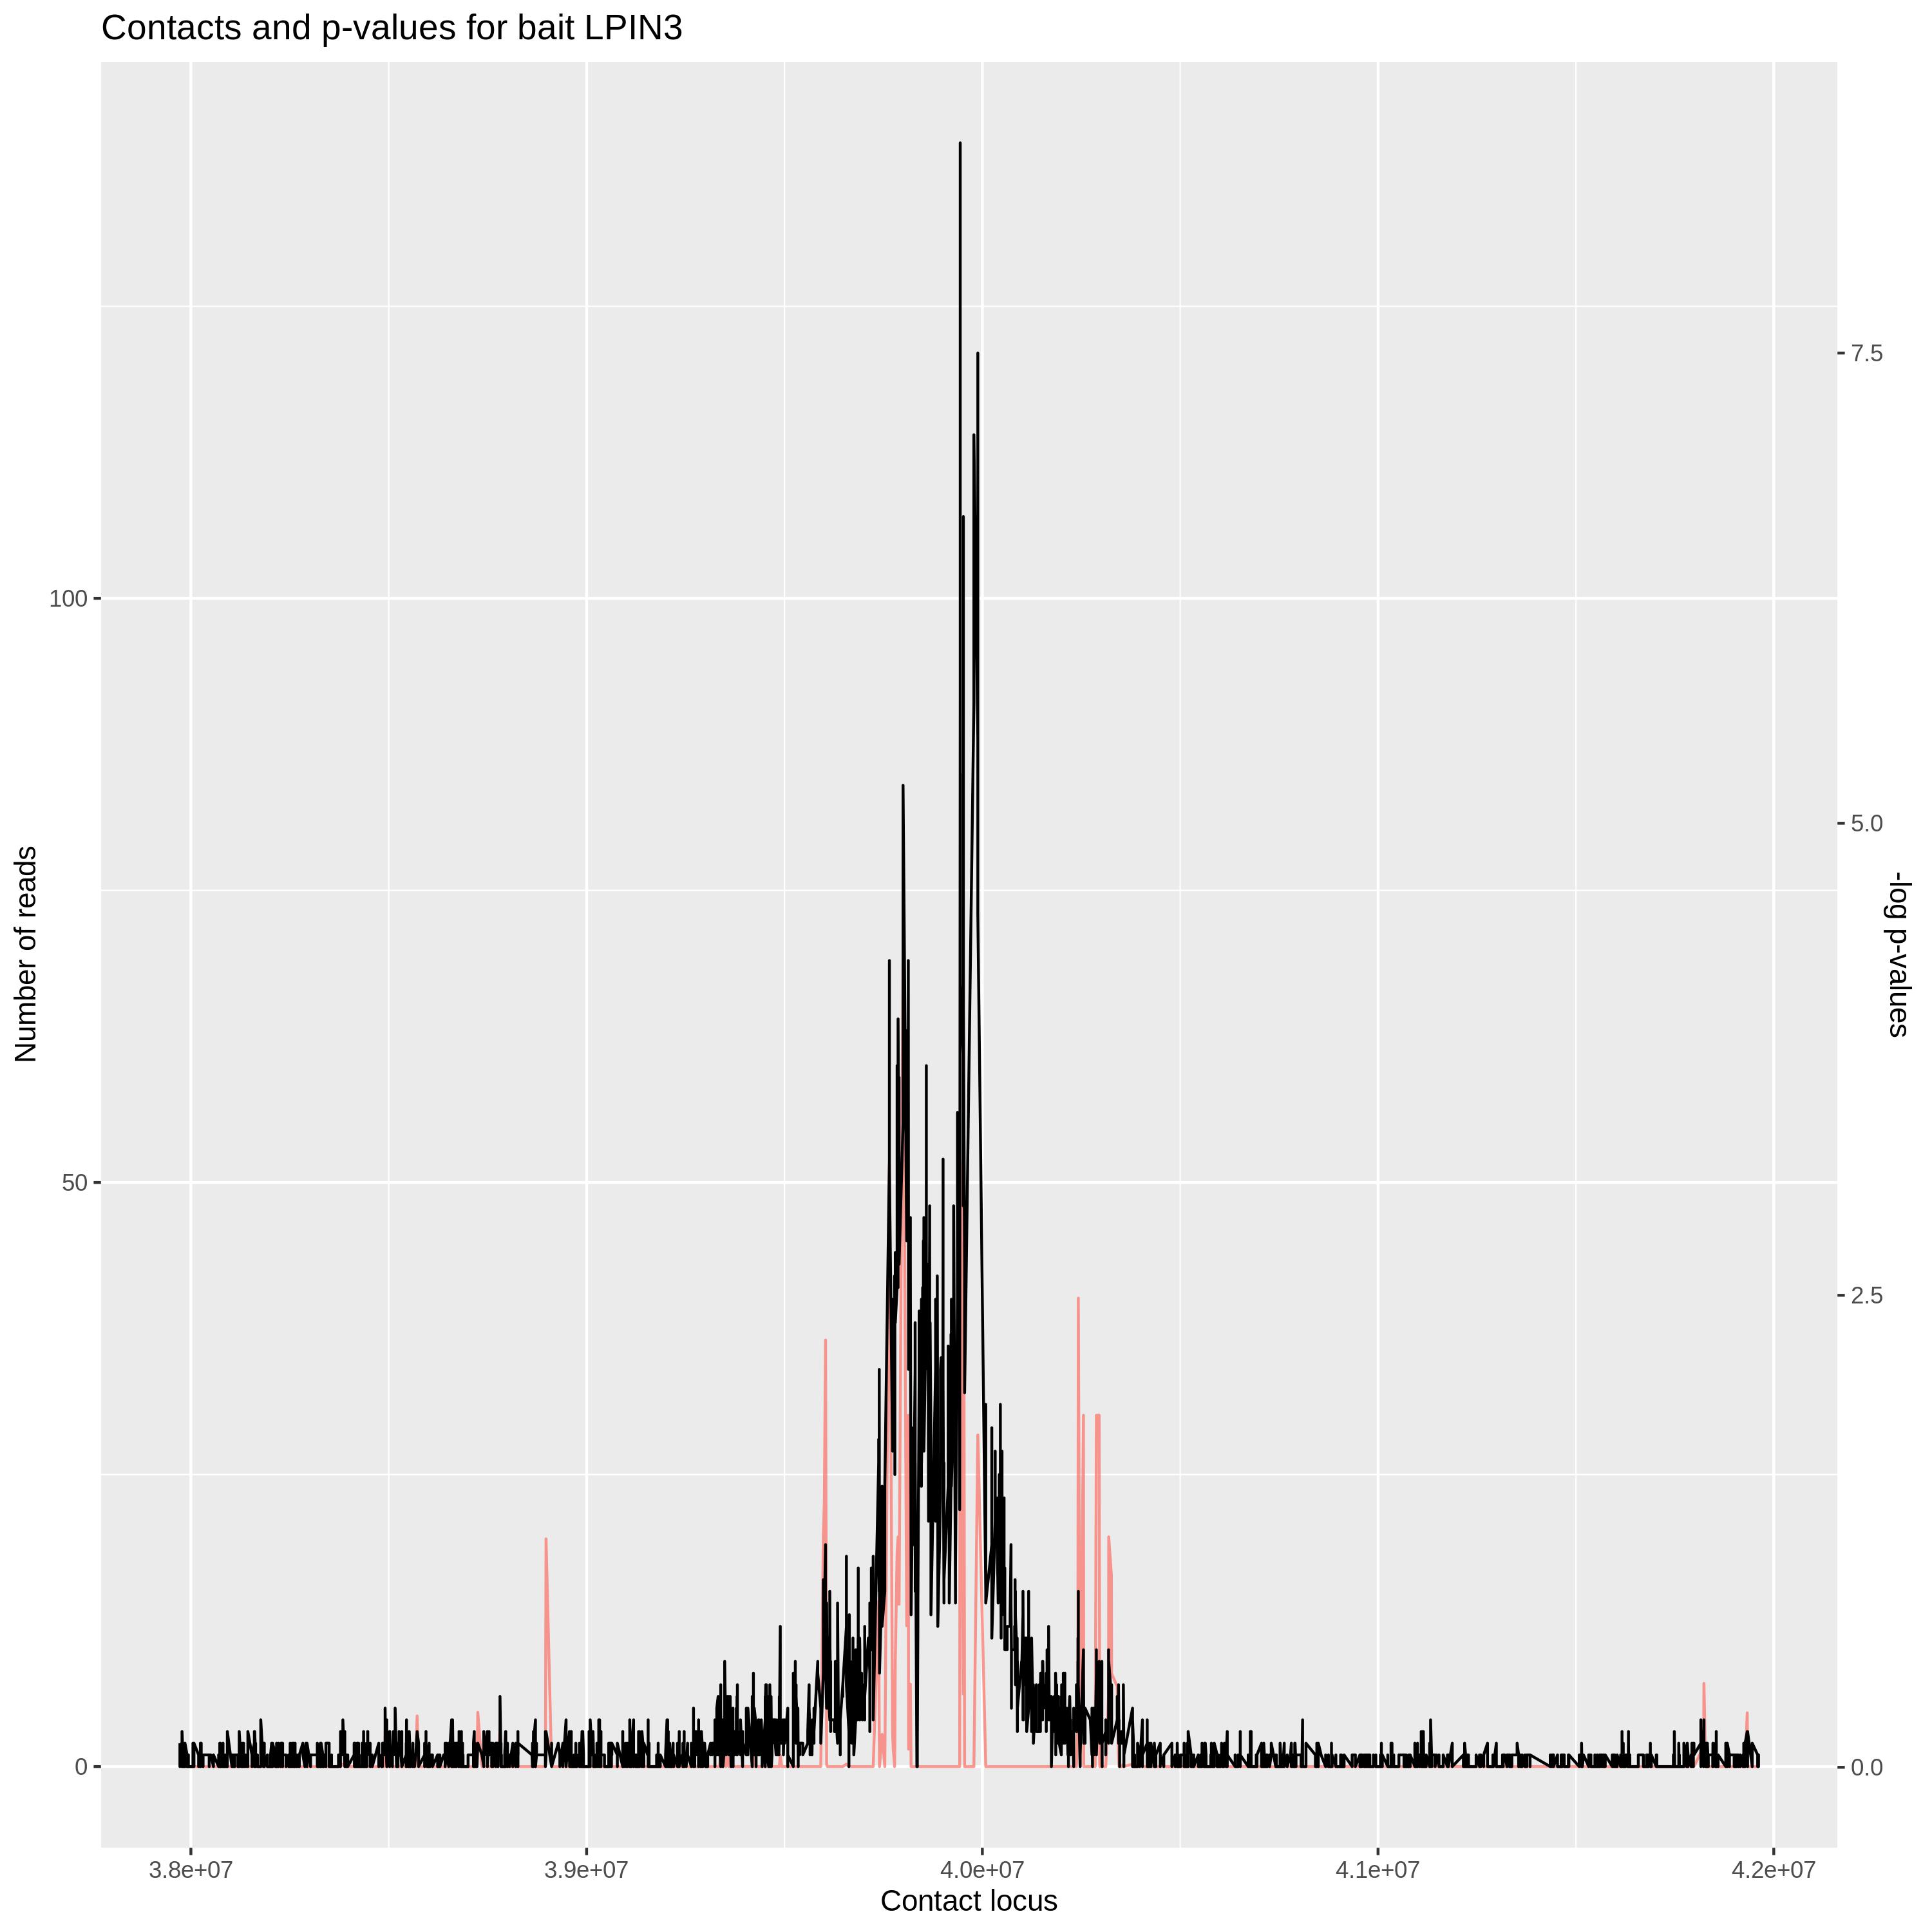 Contacts and p-values for bait LPIN3
Number of reads
100
50
0
7.5
5.0
2.5
0.0
-log p-values
3.8e+07
3.9e+07
4.0e+07
4.1e+07
4.2e+07
Contact locus